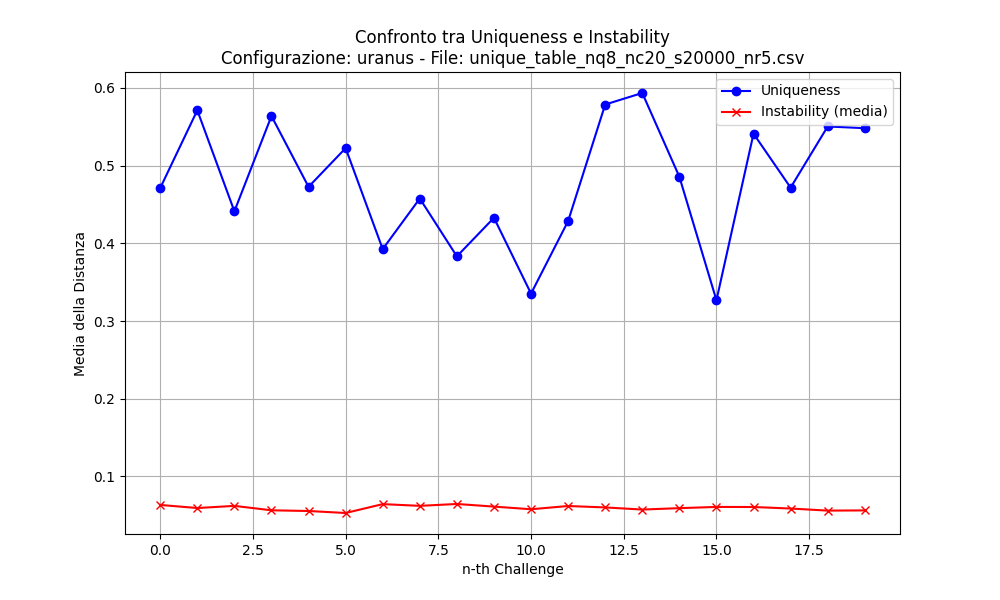 Confronto tra Uniqueness e Instability
Configurazione: uranus - File: unique_table_nq8_nc20_s20000_nr5.csv
Uniqueness
Instability (media)
Media della Distanza
0.6
0.5
0.4
0.3
0.2
0.1
0.0 2.5 5.0 7.5 10.0 12.5 15.0 17.5
n-th Challenge